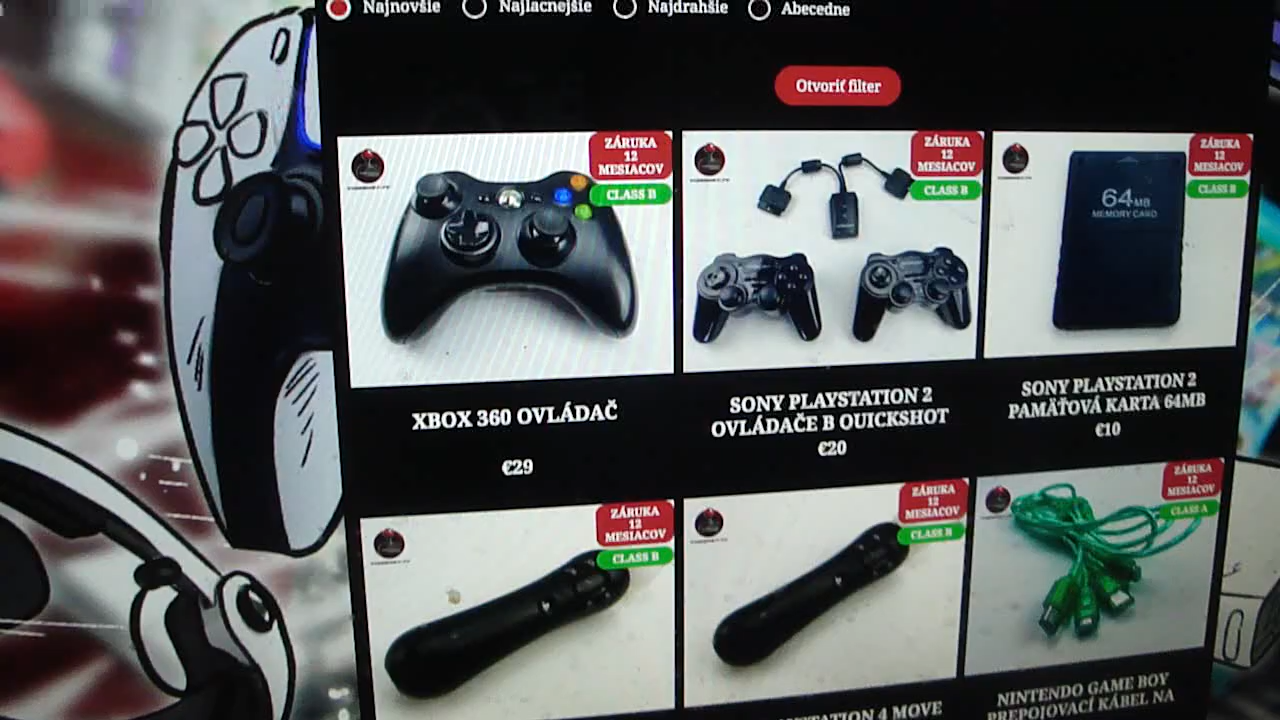 Najnovšie
Najlacnejšie
Najdrahšie
Abecedne
Otvoriť filter
ZÁRUKA
12
MESIACOV
CLASS B
ZÁRUKA
12
MESIACOV
CLASS B
ZÁRUKA
12
MESIACOV
CLASS B
64MB
MEMORY CARD
XBOX 360 OVLÁDAČ
€29
SONY PLAYSTATION 2
OVLÁDAČE B QUICKSHOT
€20
SONY PLAYSTATION 2
PAMÄŤOVÁ KARTA 64MB
€10
ZÁRUKA
12
MESIACOV
CLASS B
ZÁRUKA
12
MESIACOV
CLASS B
ZÁRUKA
12
MESIACOV
CLASS A
4 MOVE
NINTENDO GAME BOY
PREPOJOVACÍ KÁBEL NA